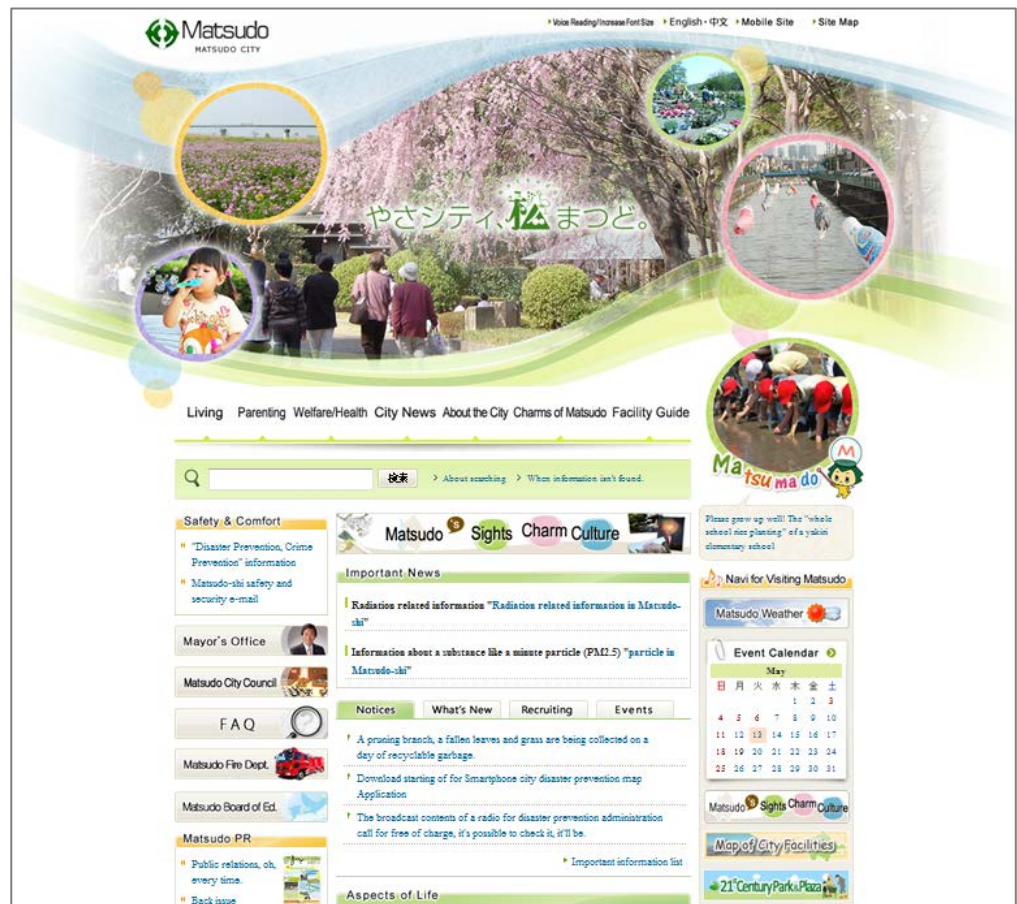 Matsudo
MATSUDO CITY
Voice Reading/Increase Font Size
English・中文
Mobile Site
Site Map
やさシティ、松まつど。
Living Parenting Welfare/Health City News About the City Charms of Matsudo Facility Guide
Matsumado
M
検索
About searching
When information isn't found.
Please grow up well! The "whole
school rice planting" of a yakiri
elementary school
Safety & Comfort
"Disaster Prevention, Crime
Prevention" information
Matsudo-shi safety and
security e-mail
Mayor's Office
Matsudo City Council
FAQ
Matsudo Fire Dept.
Matsudo Board of Ed.
Matsudo PR
Public relations, oh,
every time.
Back issue
Matsudo's Sights Charm Culture
Important News
Radiation related information "Radiation related information in Matsudo-
shi"
Information about a substance like a minute particle (PM2.5) "particle in
Matsudo-shi"
Notices What's New Recruiting Events
A pruning branch, a fallen leaves and grass are being collected on a
day of recyclable garbage.
Download starting of for Smartphone city disaster prevention map
Application
The broadcast contents of a radio for disaster prevention administration
call for free of charge, it's possible to check it, it'll be.
Important information list
Aspects of Life
Navi for Visiting Matsudo
Matsudo Weather
Event Calendar
May
日 月 火 水 木 金 土
1 2 3
4 5 6 7 8 9 10
11 12 13 14 15 16 17
18 19 20 21 22 23 24
25 26 27 28 29 30 31
Matsudo's Sights Charm Culture
Map of City Facilities
21st Century Park & Plaza